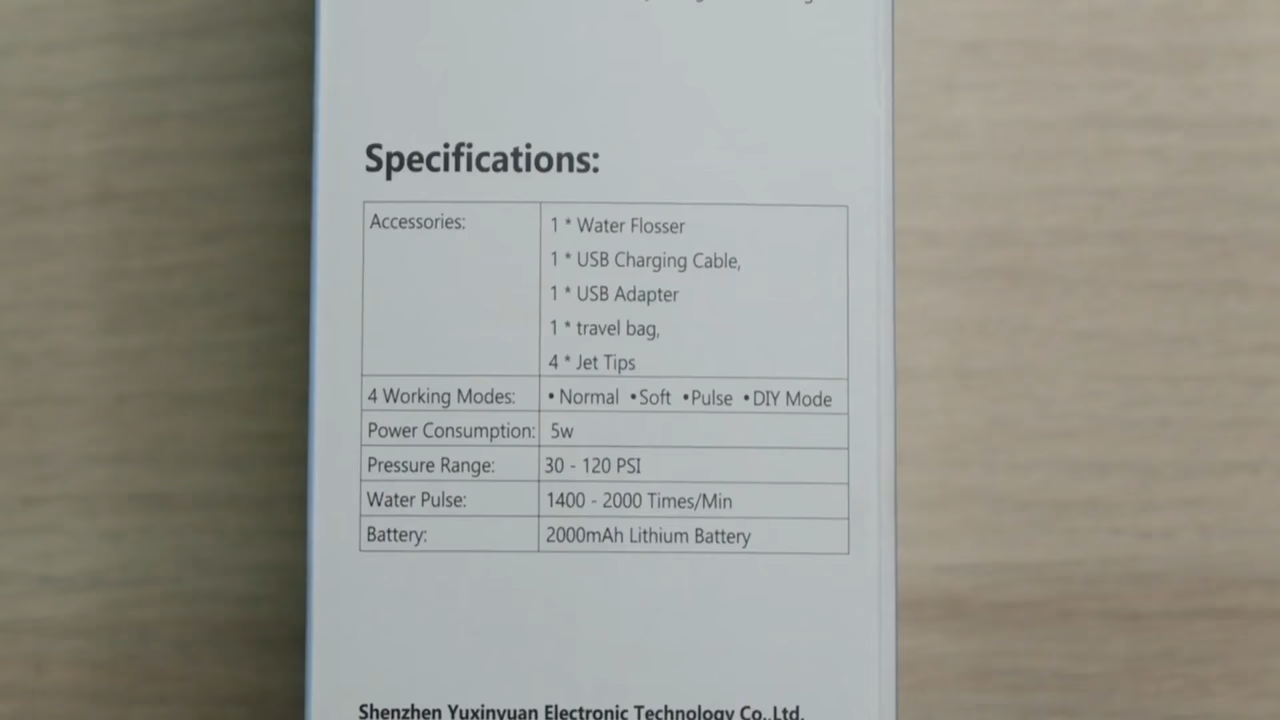 Specifications:
Accessories:
1 * Water Flosser
1 * USB Charging Cable,
1 * USB Adapter
1 * travel bag,
4 * Jet Tips
4 Working Modes: • Normal •Soft •Pulse •DIY Mode
Power Consumption: 5w
Pressure Range: 30 - 120 PSI
Water Pulse: 1400 - 2000 Times/Min
Battery: 2000mAh Lithium Battery
Shenzhen Yuxinyuan Electronic Technology Co.,Ltd.